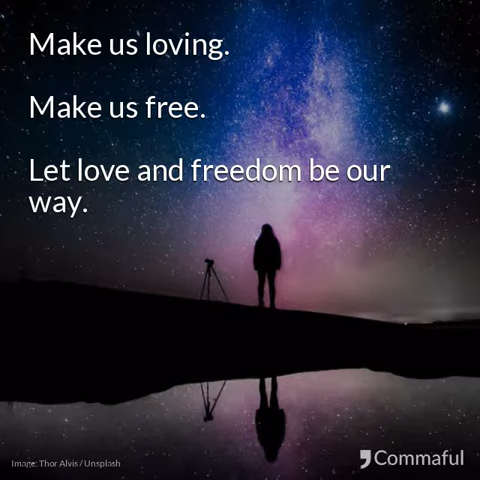 Make us loving.
Make us free.
Let love and freedom be our
way.
Image: Thor Alvis / Unsplash
Commaful